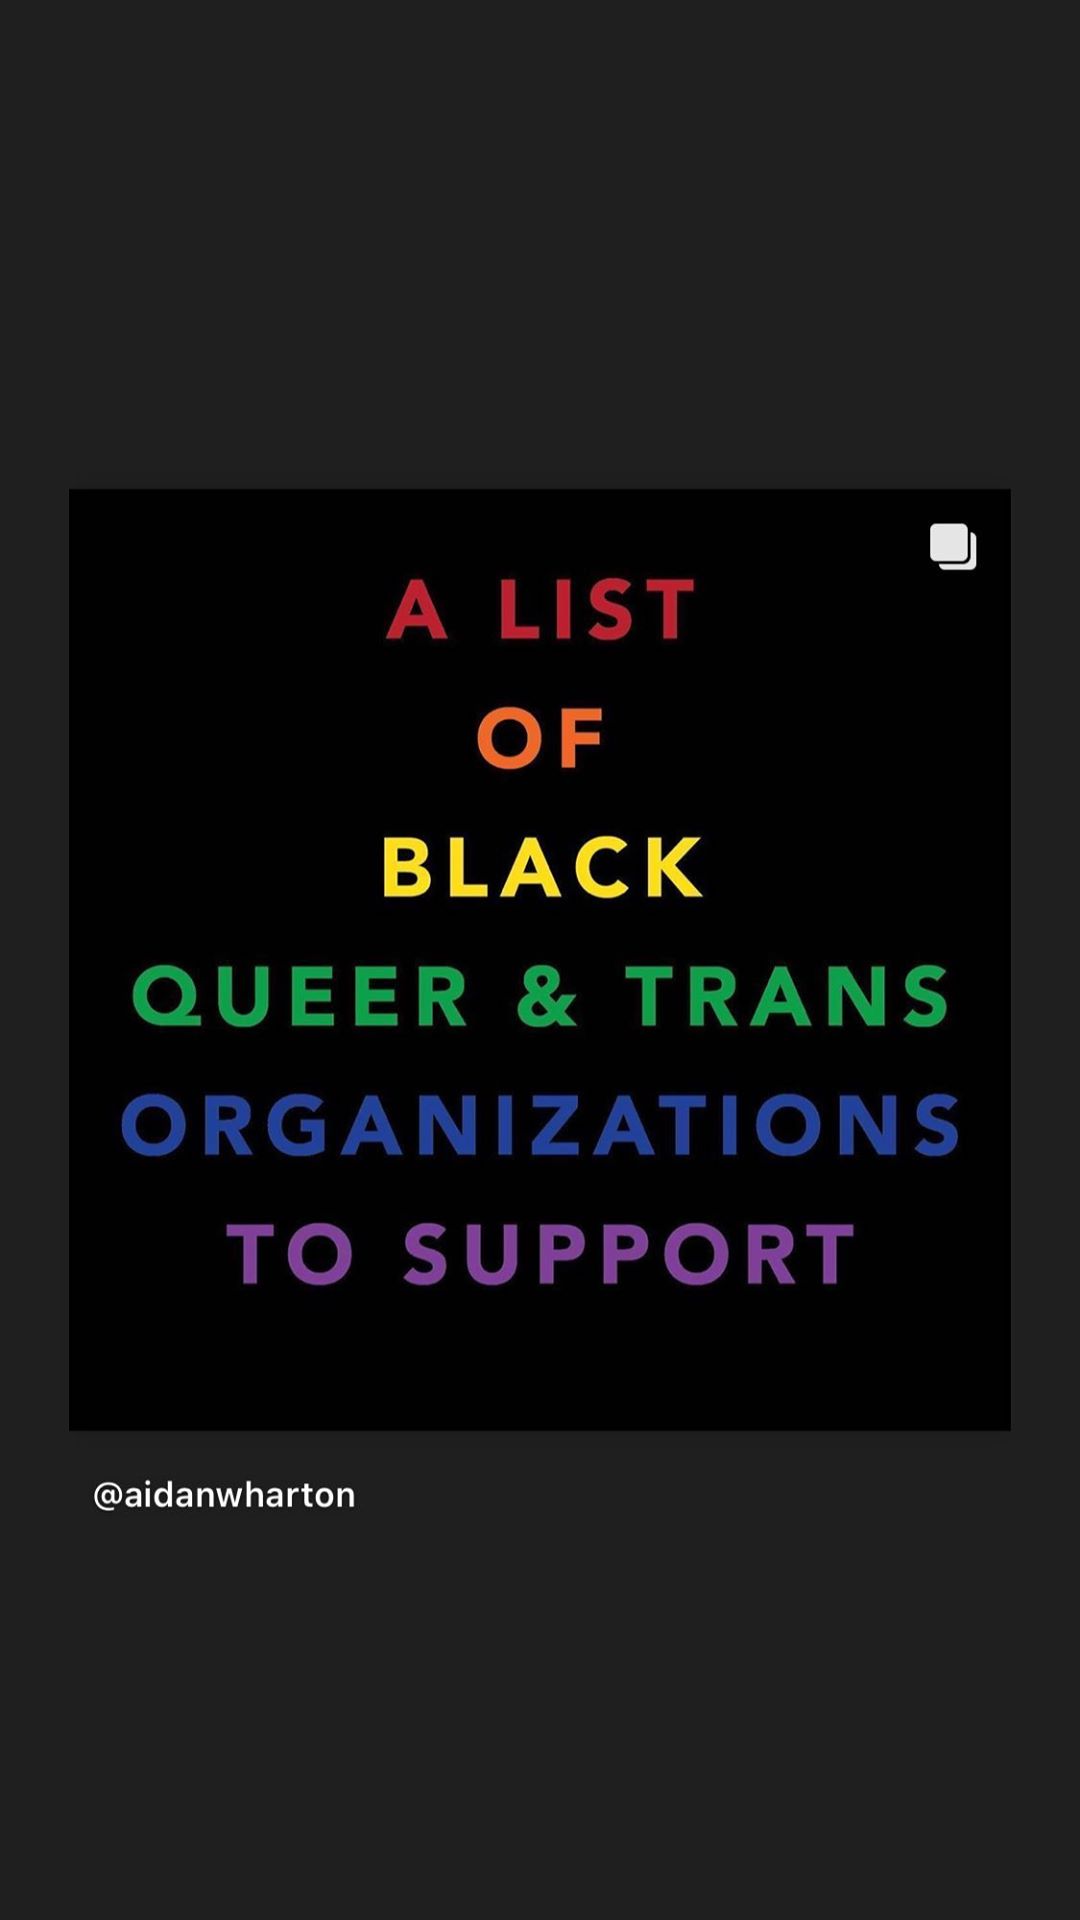 A LIST
OF
BLACK
QUEER & TRANS
ORGANIZATIONS
TO SUPPORT
@aidanwharton